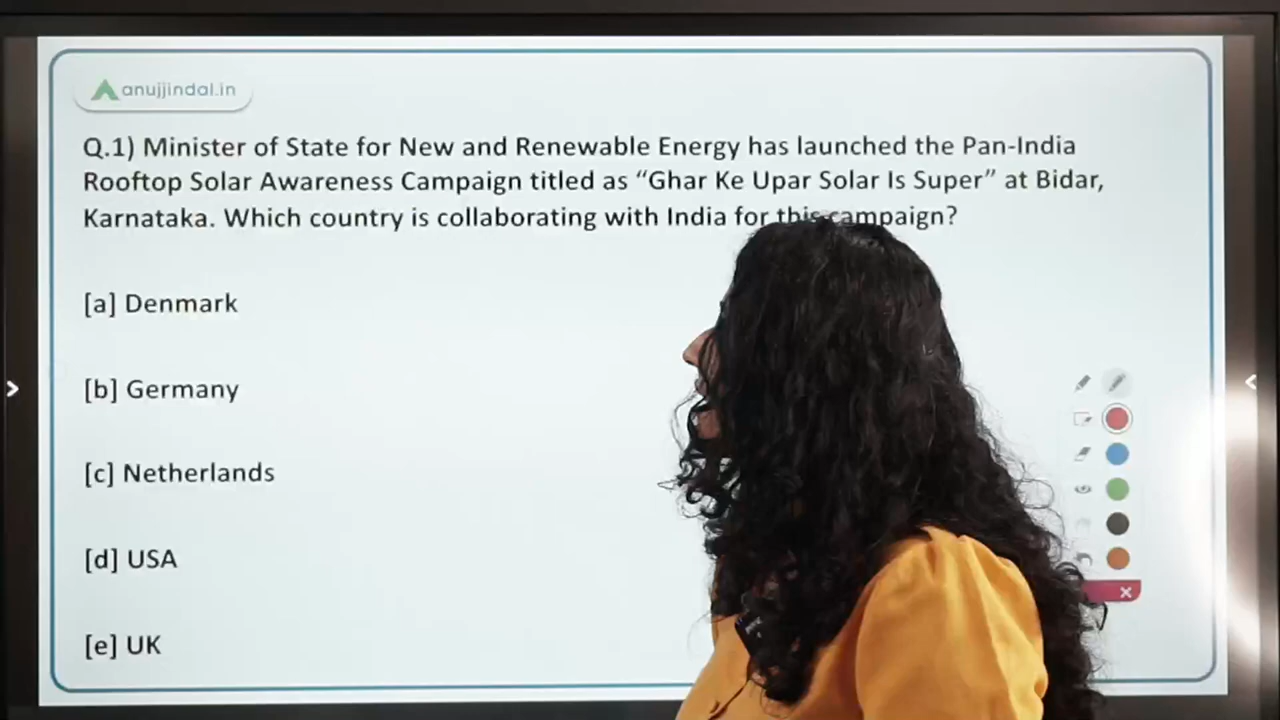 anujjindal.in
Q.1) Minister of State for New and Renewable Energy has launched the Pan-India
Rooftop Solar Awareness Campaign titled as “Ghar Ke Upar Solar Is Super” at Bidar,
Karnataka. Which country is collaborating with India for this campaign?
[a] Denmark
[b] Germany
[c] Netherlands
[d] USA
[e] UK